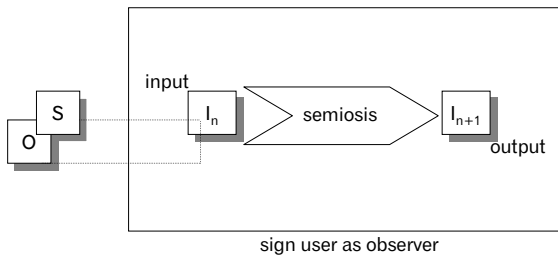 input
S
O
Iₙ
semiosis
Iₙ₊₁
output
sign user as observer